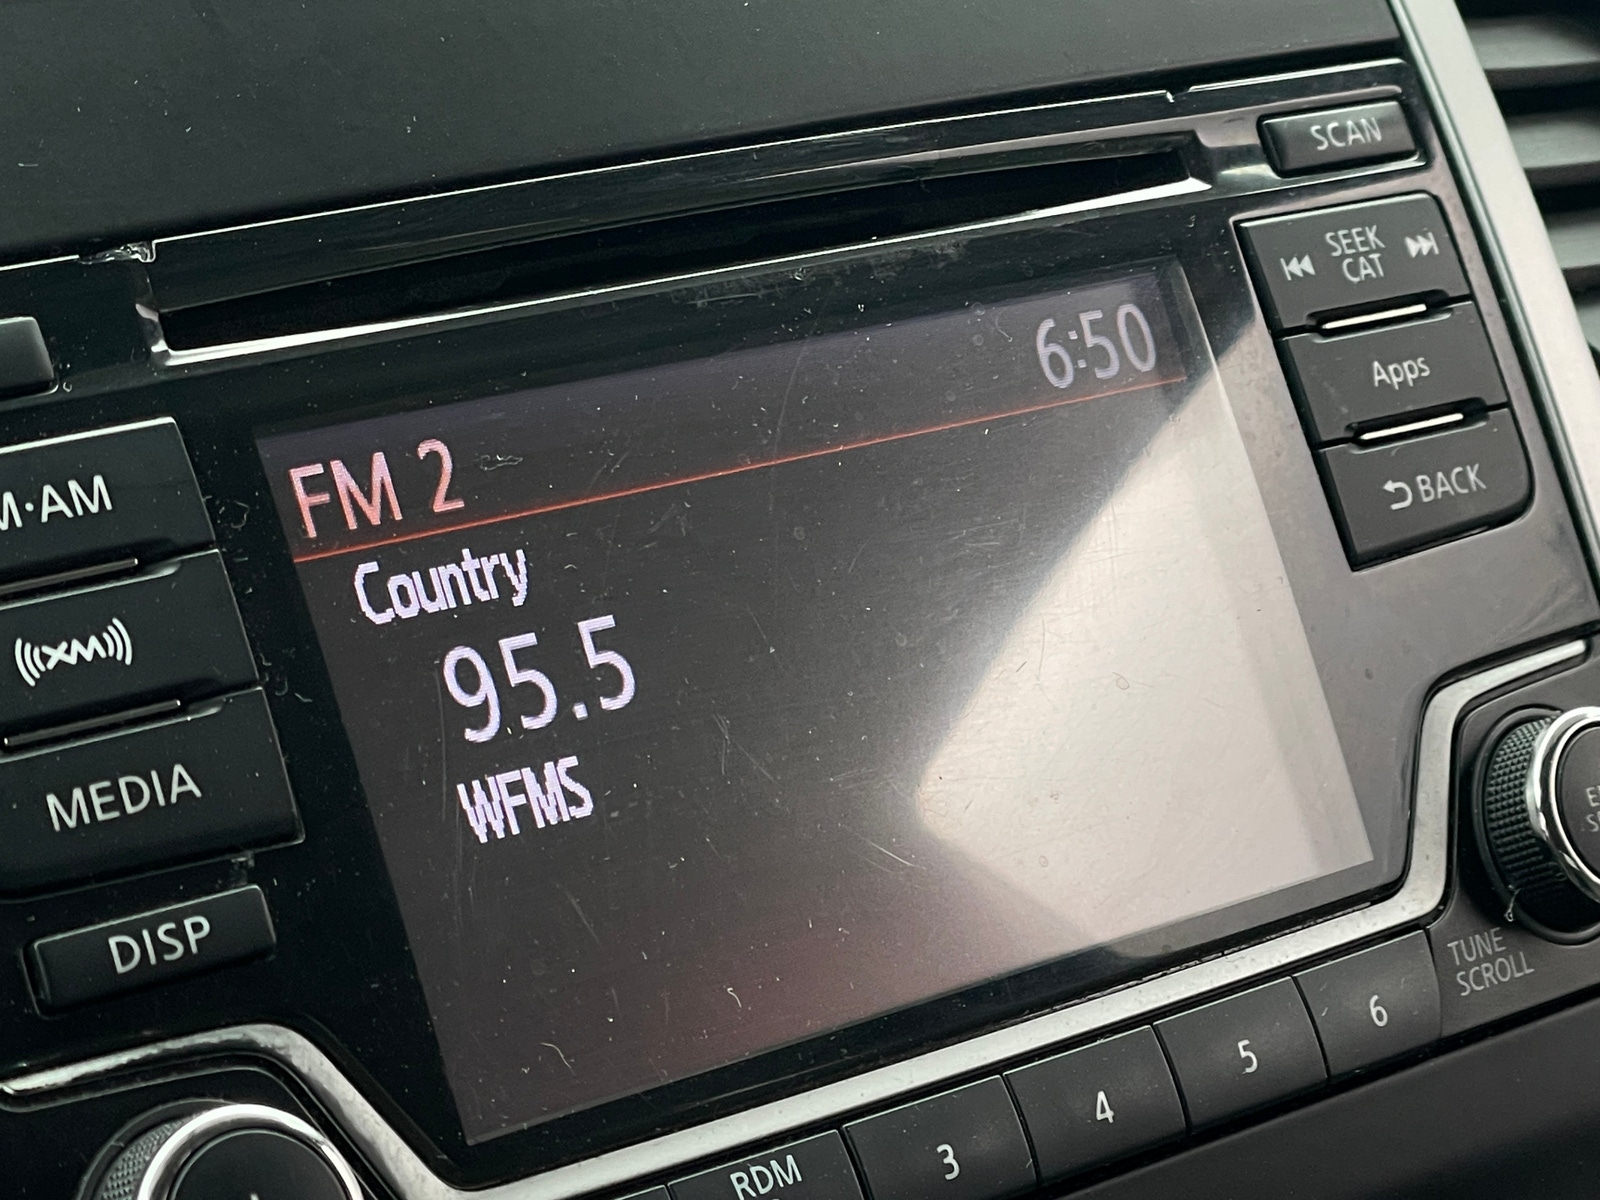 SCAN
SEEK
CAT
6:50
Apps
FM 2
BACK
Country
95.5
WFMS
M·AM
XM
MEDIA
DISP
TUNE
SCROLL
6
5
4
3
RDM